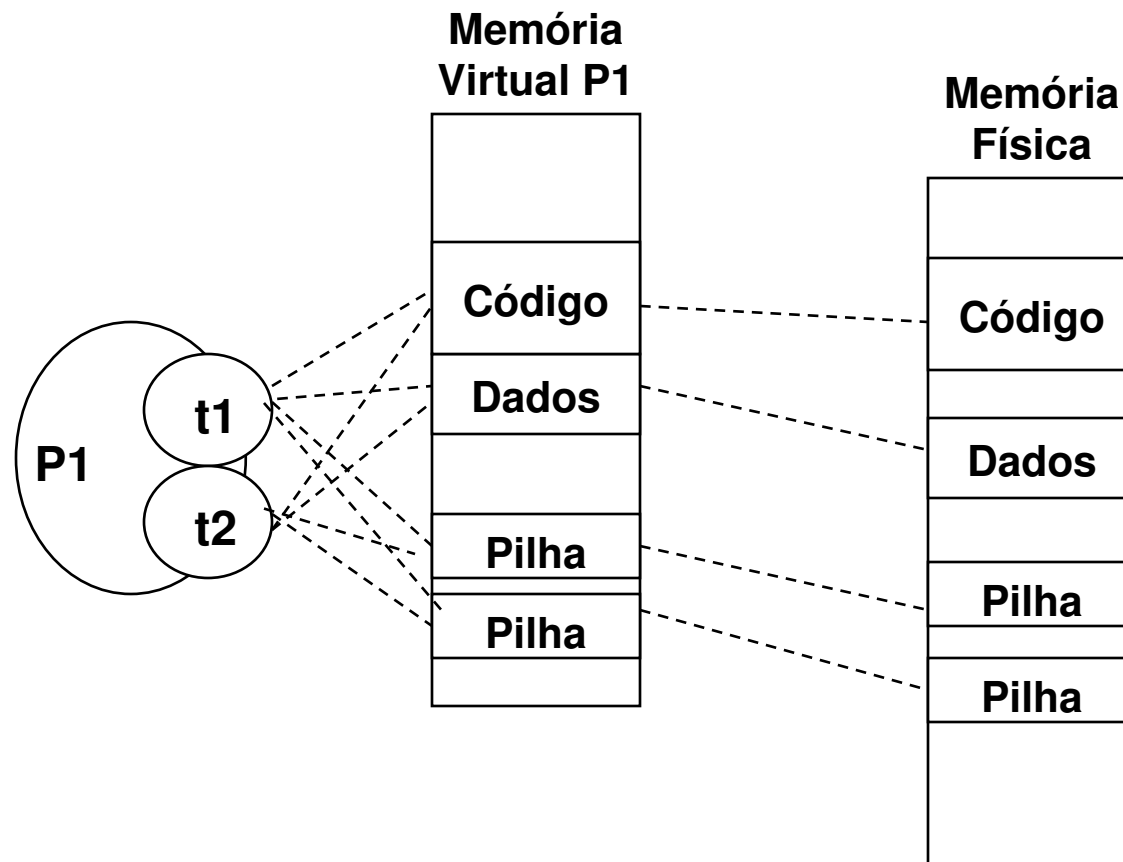 Memória
Virtual P1
Memória
Física
Código
Código
Dados
t1
P1
Dados
t2
Pilha
Pilha
Pilha
Pilha